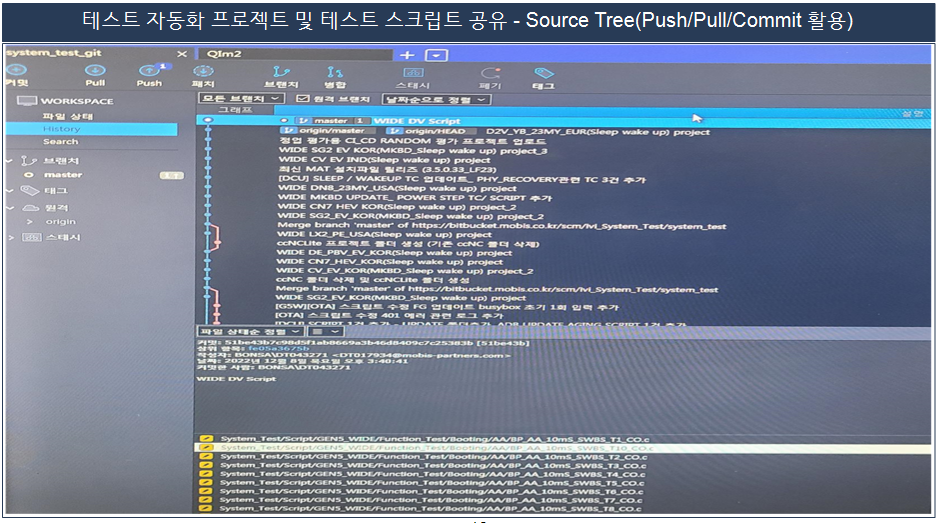 테스트 자동화 프로젝트 및 테스트 스크립트 공유 - Source Tree(Push/Pull/Commit 활용)
system_test_git × QIm2 +
커밋 Pull Push 1 패치 브랜치 병합 스태시 폐기 태그
WORKSPACE
파일 상태
History
Search
브랜치
master
태그
원격
origin
스태시
모든 브랜치 원격 브랜치 날짜순으로 정렬
그래프 설명
master 1 WIDE DV Script
origin/master origin/HEAD D2V_YB_23MY_EUR(Sleep wake up) project
정업 평가용 CI_CD RANDOM 평가 프로젝트 업로드
WIDE SG2 EV KOR(MKBD_Sleep wake up) project_3
WIDE CV EV IND(Sleep wake up) project
최신 MAT 설치파일 릴리즈 (3.5.0.33_LF23)
[DCU] SLEEP / WAKEUP TC 업데이트_ PHY_RECOVERY관련 TC 3건 추가
WIDE DN8_23MY_USA(Sleep wake up) project
WIDE MKBD UPDATE_ POWER STEP TC/ SCRIPT 추가
WIDE CN7 HEV KOR(Sleep wake up) project_2
WIDE SG2_EV_KOR(MKBD_Sleep wake up) project_2
Merge branch 'master' of https://bitbucket.mobis.co.kr/scm/ivi_System_Test/system_test
WIDE LX2_PE_USA(Sleep wake up) project
ccNCLite 프로젝트 폴더 생성 (기존 ccNC 폴더 삭제)
WIDE DE_PBV_EV_KOR(Sleep wake up) project
WIDE CN7_HEV_KOR(Sleep wake up) project
WIDE CV_EV_KOR(MKBD_Sleep wake up) project_2
ccNC 폴더 삭제 및 ccNCLite 폴더 생성
Merge branch 'master' of https://bitbucket.mobis.co.kr/scm/ivi_System_Test/system_test
WIDE SG2_EV_KOR(MKBD_Sleep wake up) project
[G5W][OTA] 스크립트 수정 FG 업데이트 busybox 초기 1회 입력 추가
[OTA] 스크립트 수정 401 에러 관련 로그 추가
[DCU] SCRIPT 1건 추가
파일 상태순 정렬
커밋: 51be43b7c98d5f1ab8669a3b46d8409c7c25383b [51be43b]
상위 항목: fe05a3675b
작성자: BONSA\DT043271 <DT017934@mobis-partners.com>
날짜: 2022년 12월 8일 목요일 오후 3:40:41
커밋한 사람: BONSA\DT043271
WIDE DV Script
System_Test/Script/GEN5_WIDE/Function_Test/Booting/AA/BP_AA_10mS_SWBS_T1_CO.c
System_Test/Script/GEN5_WIDE/Function_Test/Booting/AA/BP_AA_10mS_SWBS_T10_CO.c
System_Test/Script/GEN5_WIDE/Function_Test/Booting/AA/BP_AA_10mS_SWBS_T2_CO.c
System_Test/Script/GEN5_WIDE/Function_Test/Booting/AA/BP_AA_10mS_SWBS_T3_CO.c
System_Test/Script/GEN5_WIDE/Function_Test/Booting/AA/BP_AA_10mS_SWBS_T4_CO.c
System_Test/Script/GEN5_WIDE/Function_Test/Booting/AA/BP_AA_10mS_SWBS_T5_CO.c
System_Test/Script/GEN5_WIDE/Function_Test/Booting/AA/BP_AA_10mS_SWBS_T6_CO.c
System_Test/Script/GEN5_WIDE/Function_Test/Booting/AA/BP_AA_10mS_SWBS_T7_CO.c
System_Test/Script/GEN5_WIDE/Function_Test/Booting/AA/BP_AA_10mS_SWBS_T8_CO.c